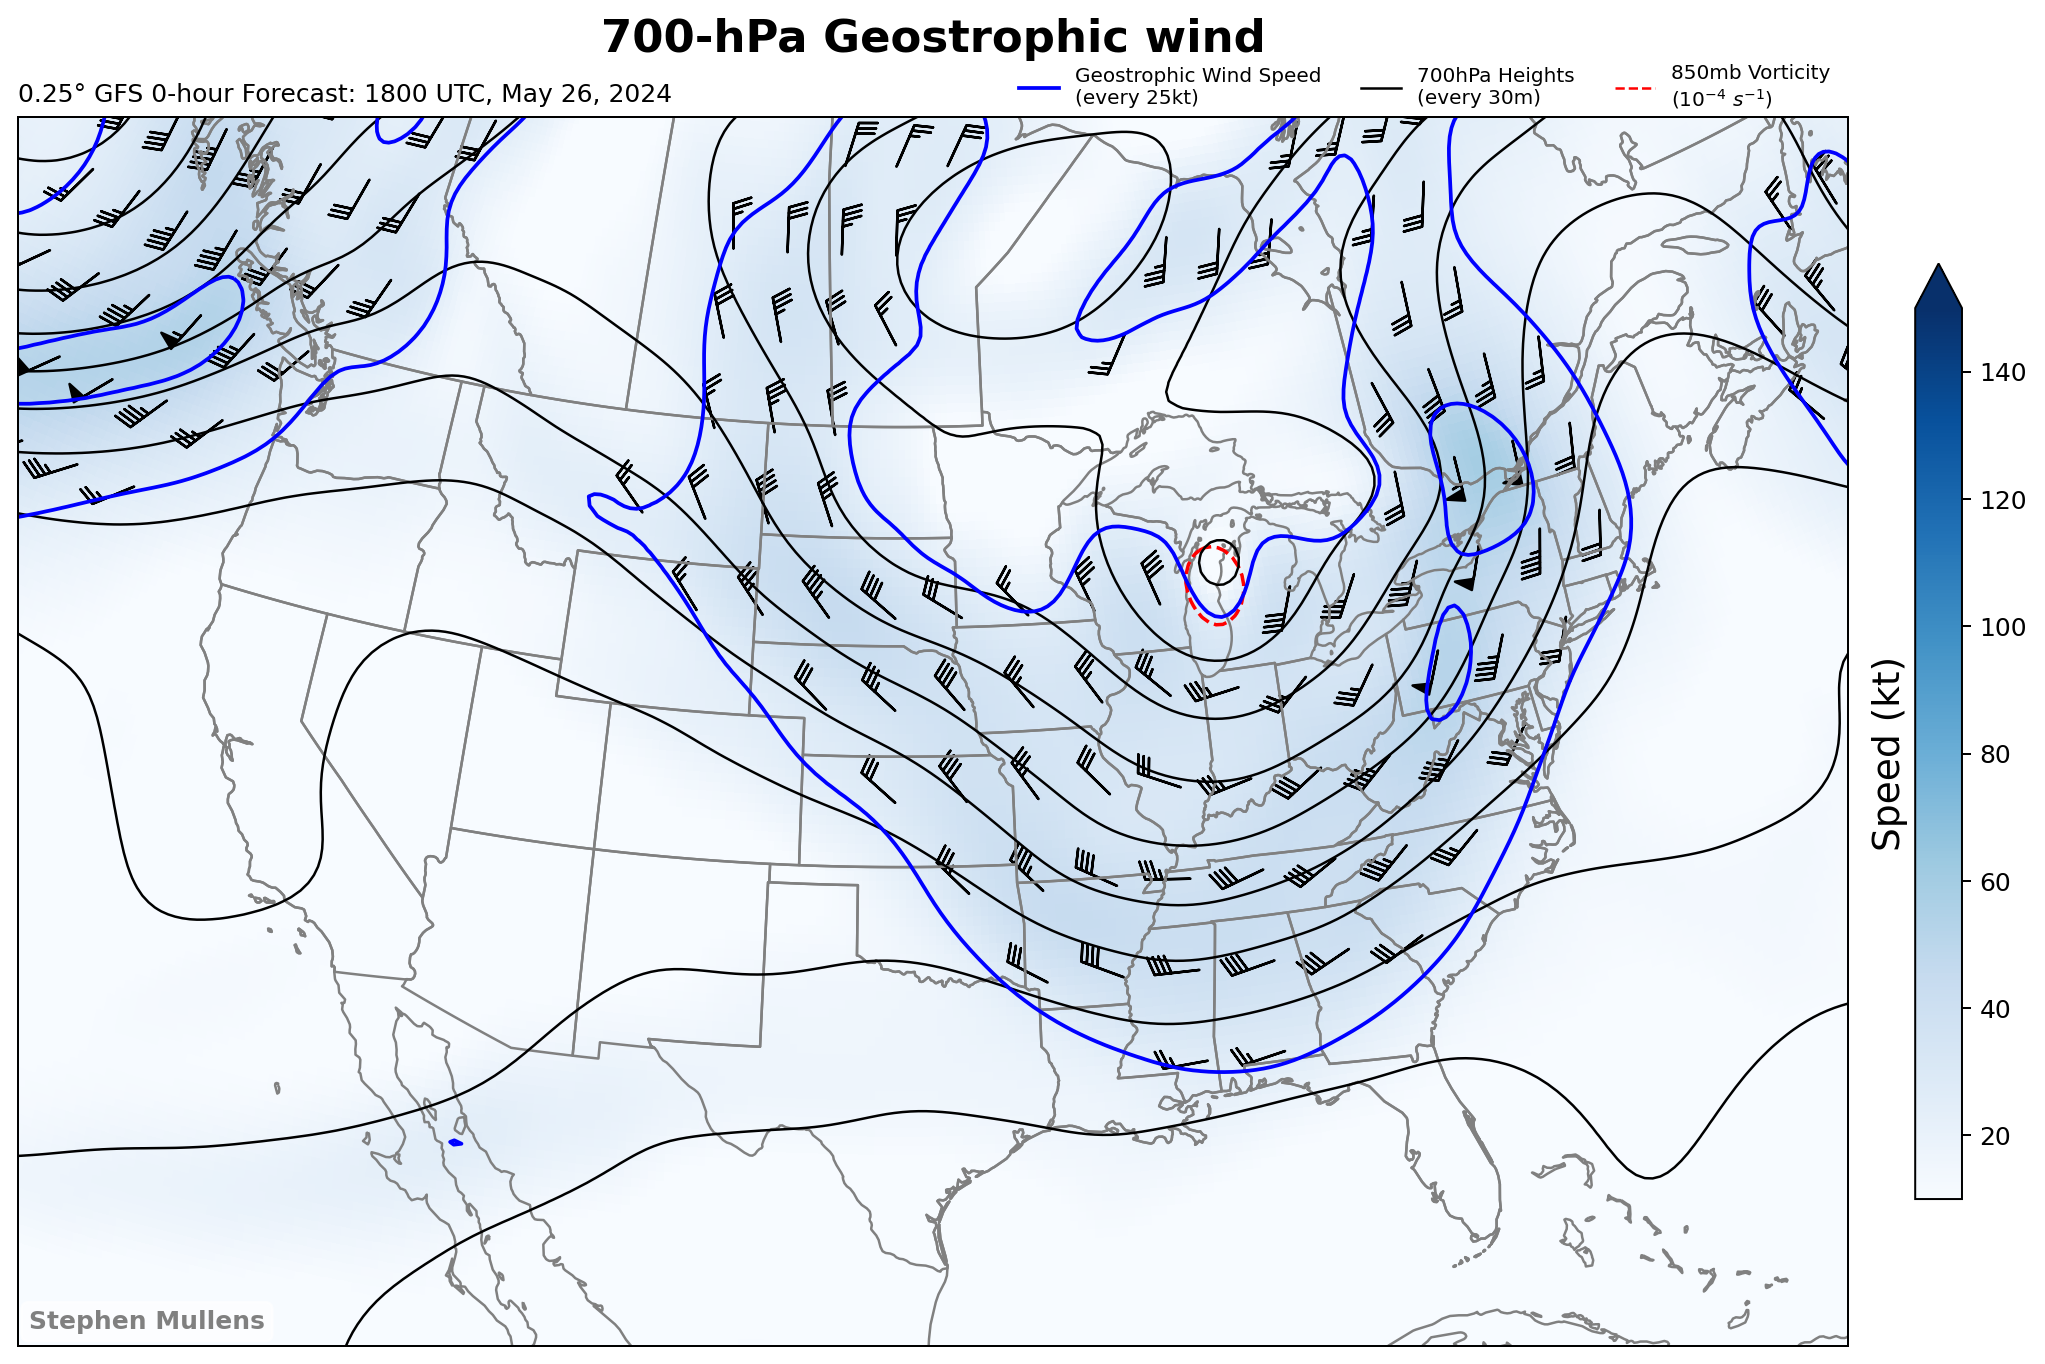 700-hPa Geostrophic wind
0.25° GFS 0-hour Forecast: 1800 UTC, May 26, 2024
Geostrophic Wind Speed
(every 25kt)
700hPa Heights
(every 30m)
850mb Vorticity
(10⁻⁴ s⁻¹)
140
120
100
80
60
40
20
Speed (kt)
Stephen Mullens